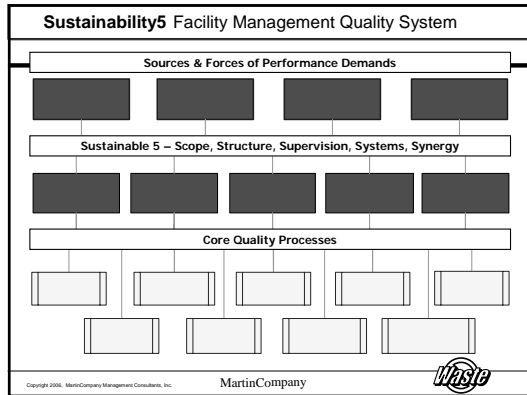 Sustainability5 Facility Management Quality System
Sources & Forces of Performance Demands
Sustainable 5 – Scope, Structure, Supervision, Systems, Synergy
Core Quality Processes
Copyright 2006, MartinCompany Management Consultants, Inc.
MartinCompany
Waste